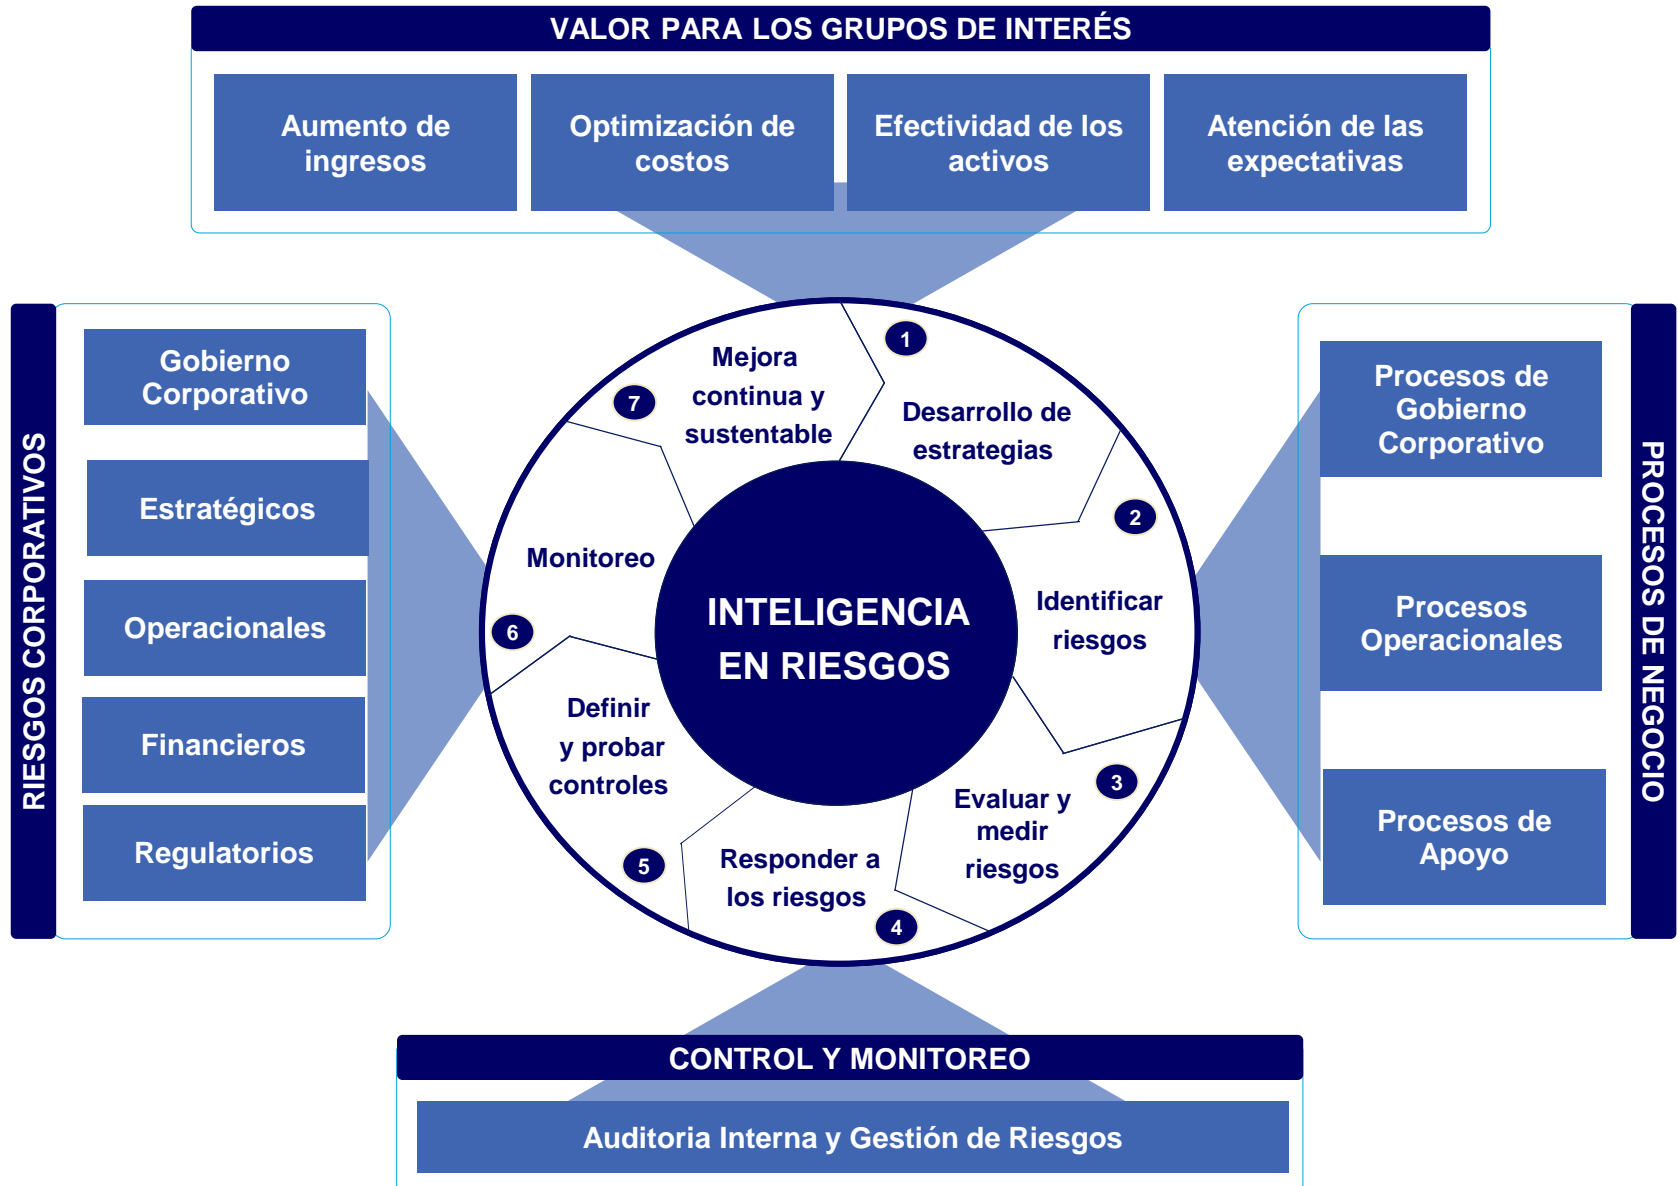 VALOR PARA LOS GRUPOS DE INTERÉS
Aumento de
ingresos
Optimización de
costos
Efectividad de los
activos
Atención de las
expectativas
RIESGOS CORPORATIVOS
Gobierno
Corporativo
Estratégicos
Operacionales
Financieros
Regulatorios
INTELIGENCIA
EN RIESGOS
1
Desarrollo de
estrategias
2
Identificar
riesgos
3
Evaluar y
medir
riesgos
4
Responder a
los riesgos
5
Definir
y probar
controles
6
Monitoreo
7
Mejora
continua y
sustentable
PROCESOS DE NEGOCIO
Procesos de
Gobierno
Corporativo
Procesos
Operacionales
Procesos de
Apoyo
CONTROL Y MONITOREO
Auditoria Interna y Gestión de Riesgos